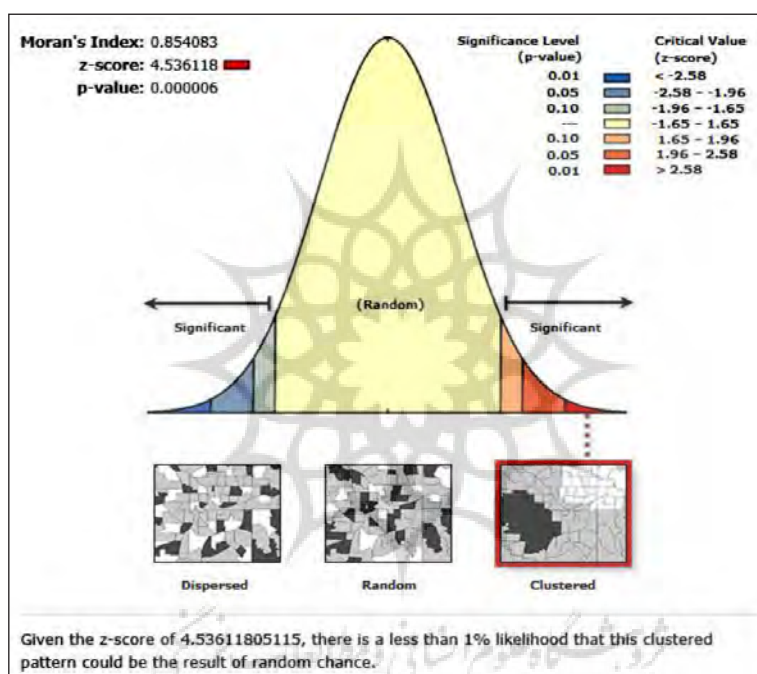 Moran's Index: 0.854083
z-score: 4.536118
p-value: 0.000006
Significance Level
(p-value)
Critical Value
(z-score)
0.01 < -2.58
0.05 -2.58 – -1.96
0.10 -1.96 – -1.65
— -1.65 – 1.65
0.10 1.65 – 1.96
0.05 1.96 – 2.58
0.01 > 2.58
(Random)
Significant
Significant
Dispersed
Random
Clustered
Given the z-score of 4.53611805115, there is a less than 1% likelihood that this clustered
pattern could be the result of random chance.